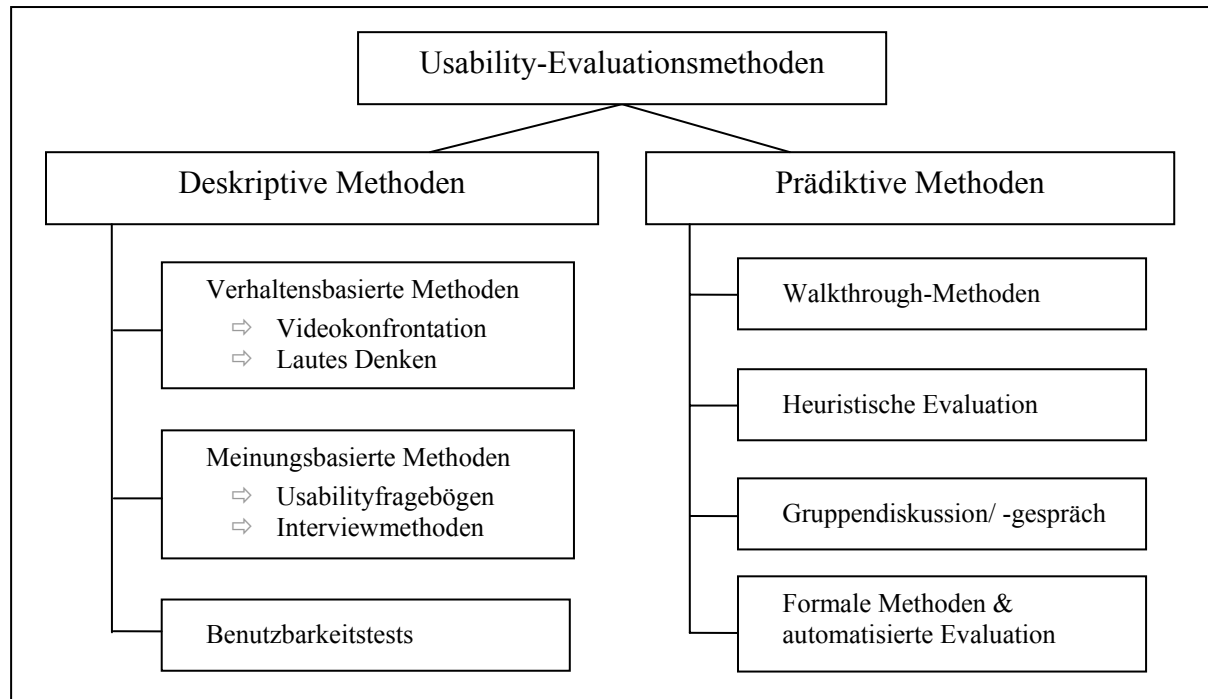 Usability-Evaluationsmethoden
Deskriptive Methoden
Verhaltensbasierte Methoden
⇨ Videokonfrontation
⇨ Lautes Denken
Meinungsbasierte Methoden
⇨ Usabilityfragebögen
⇨ Interviewmethoden
Benutzbarkeitstests
Prädiktive Methoden
Walkthrough-Methoden
Heuristische Evaluation
Gruppendiskussion/ -gespräch
Formale Methoden &
automatisierte Evaluation